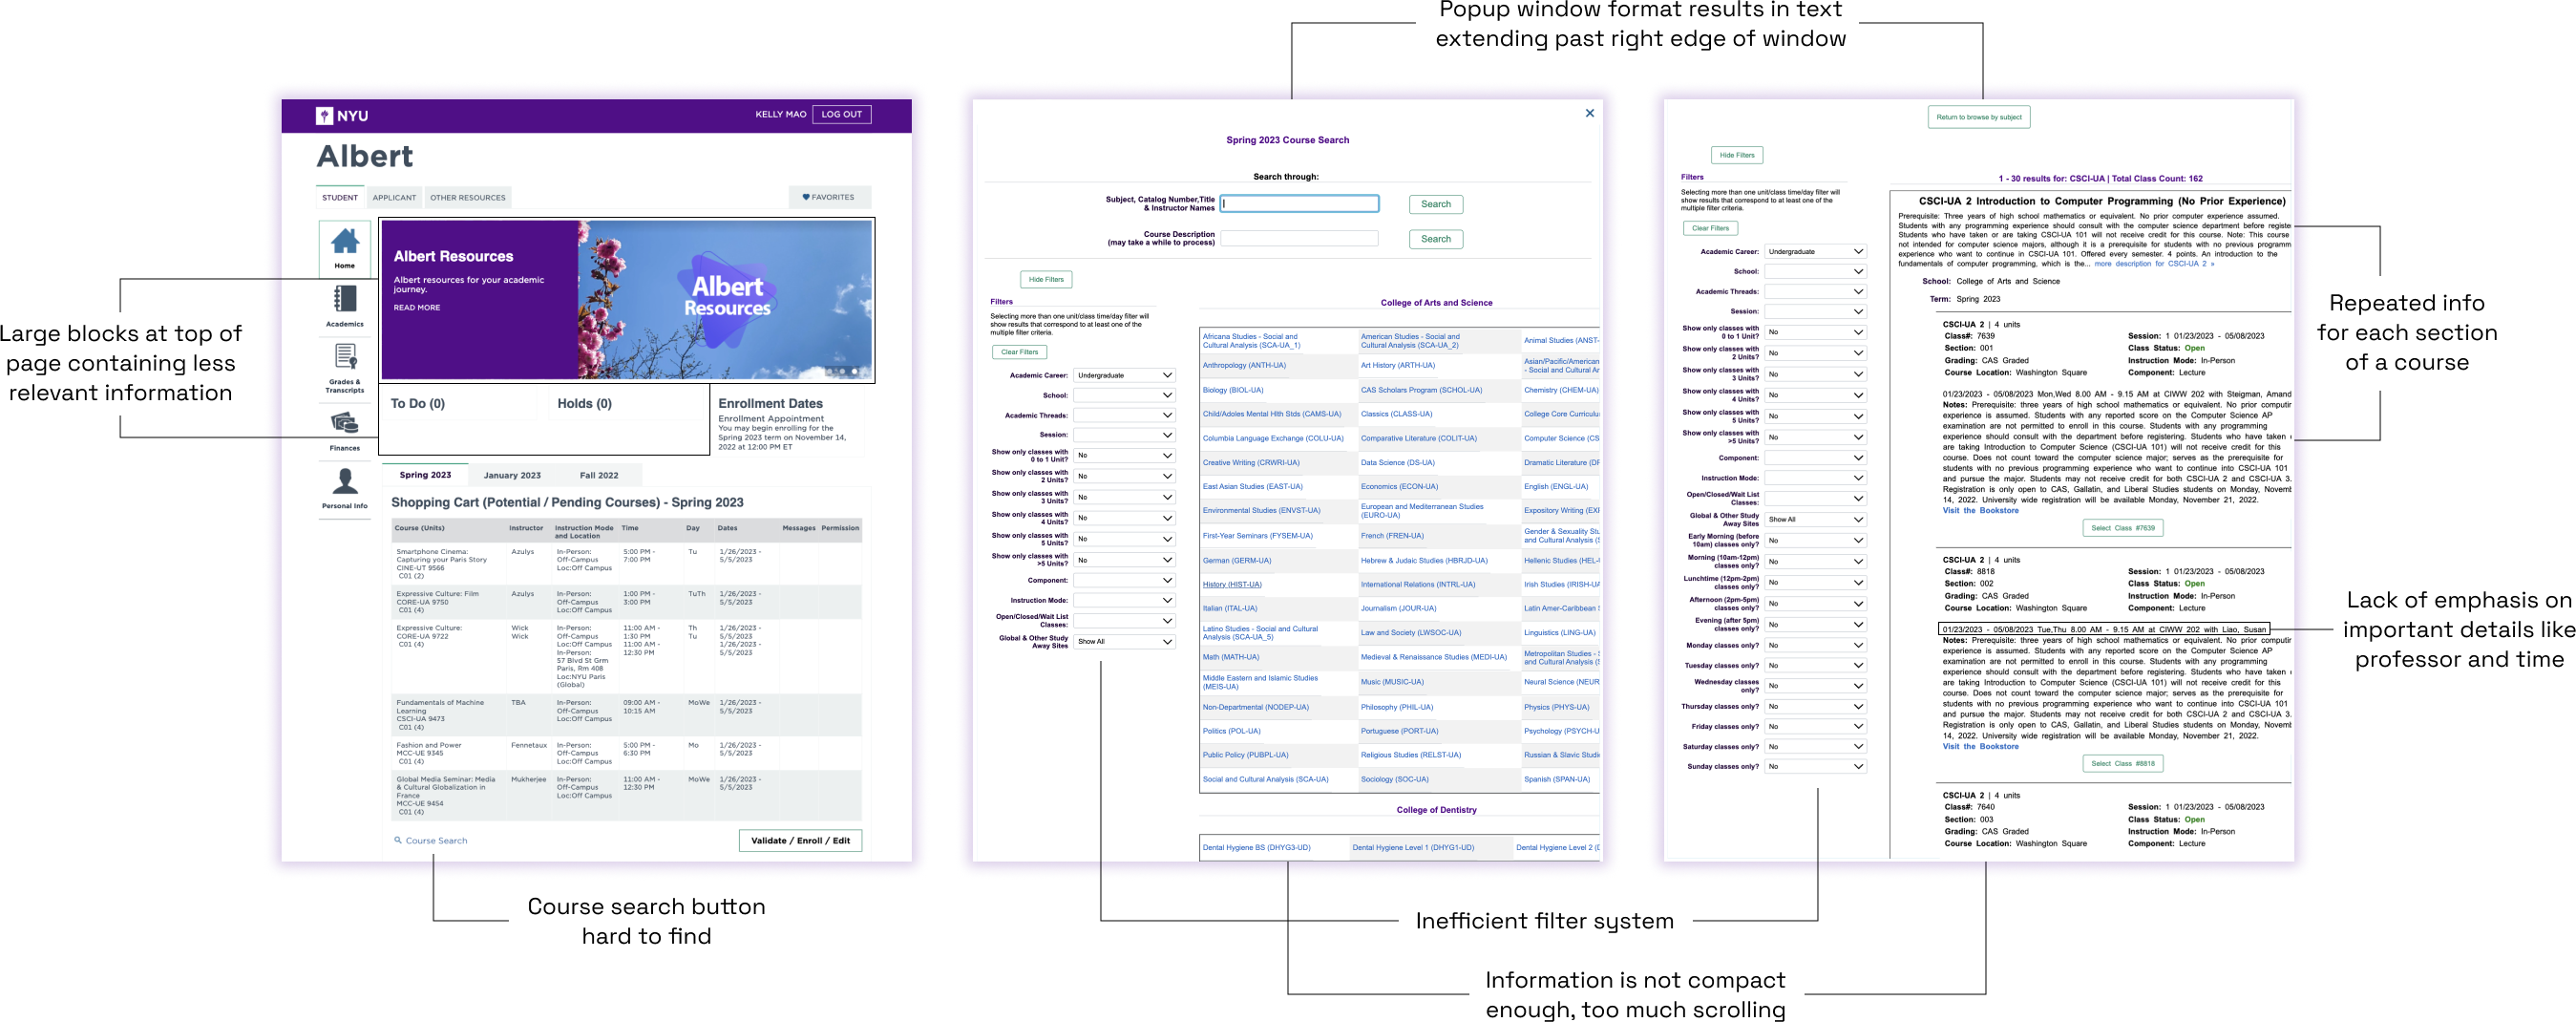 Popup window format results in text
extending past right edge of window
Large blocks at top of
page containing less
relevant information
NYU
KELLY MAO
LOG OUT
Albert
STUDENT
APPLICANT
OTHER RESOURCES
FAVORITES
Home
Academics
Grades &
Transcripts
Finances
Personal Info
Albert Resources
Albert resources for your academic
journey.
READ MORE
Albert
Resources
To Do (0)
Holds (0)
Enrollment Dates
Enrollment Appointment
You may begin enrolling for the
Spring 2023 term on November 14,
2022 at 12:00 PM ET
Spring 2023
January 2023
Fall 2022
Shopping Cart (Potential / Pending Courses) - Spring 2023
Course (Units) Instructor Instruction Mode Time Day Dates Messages Permission
and Location
Smartphone Cinema: Azulys In-Person: 5:00 PM - Tu 1/26/2023 -
Capturing your Paris Story Off-Campus 7:00 PM 5/5/2023
CINE-UT 9566 Loc:Off Campus
C01 (2)
Expressive Culture: Film Azulys In-Person: 1:00 PM - TuTh 1/26/2023 -
CORE-UA 9750 Off-Campus 3:00 PM 5/5/2023
C01 (4) Loc:Off Campus
Expressive Culture: Wick In-Person: 11:00 AM - Th 1/26/2023 -
CORE-UA 9722 Wick Off-Campus 1:30 PM Tu 5/5/2023
C01 (4) Loc:Off Campus 11:00 AM - 1/26/2023 -
In-Person: 12:30 PM 5/5/2023
57 Blvd St Grm
Paris, Rm 408
Loc:NYU Paris
(Global)
Fundamentals of Machine TBA In-Person: 09:00 AM - MoWe 1/26/2023 -
Learning Off-Campus 10:15 AM 5/5/2023
CSCI-UA 9473 Loc:Off Campus
C01 (4)
Fashion and Power Fennetaux In-Person: 5:00 PM - Mo 1/26/2023 -
MCC-UE 9345 Off-Campus 6:30 PM 5/5/2023
C01 (4) Loc:Off Campus
Global Media Seminar: Media Mukherjee In-Person: 11:00 AM - MoWe 1/26/2023 -
& Cultural Globalization in Off-Campus 12:30 PM 5/5/2023
France Loc:Off Campus
MCC-UE 9454
C01 (4)
Course Search
Validate / Enroll / Edit
Course search button
hard to find
Spring 2023 Course Search
Search through:
Subject, Catalog Number,Title
& Instructor Names
Search
Course Description
(may take a while to process)
Search
Hide Filters
Filters
Selecting more than one unit/class time/day filter will
show results that correspond to at least one of the
multiple filter criteria.
Clear Filters
Academic Career: Undergraduate
School:
Academic Threads:
Session:
Show only classes with
0 to 1 Unit? No
Show only classes with
2 Units? No
Show only classes with
3 Units? No
Show only classes with
4 Units? No
Show only classes with
5 Units? No
Show only classes with
>5 Units? No
Component:
Instruction Mode:
Open/Closed/Wait List
Classes:
Global & Other Study
Away Sites Show All
College of Arts and Science
Africana Studies - Social and American Studies - Social and Animal Studies (ANST-
Cultural Analysis (SCA-UA_1) Cultural Analysis (SCA-UA_2)
Anthropology (ANTH-UA) Art History (ARTH-UA) Asian/Pacific/American
- Social and Cultural Ar
Biology (BIOL-UA) CAS Scholars Program (SCHOL-UA) Chemistry (CHEM-UA)
Child/Adoles Mental Hlth Stds (CAMS-UA) Classics (CLASS-UA) College Core Curricul
Columbia Language Exchange (COLU-UA) Comparative Literature (COLIT-UA) Computer Science (CS
Creative Writing (CRWRI-UA) Data Science (DS-UA) Dramatic Literature (DR
East Asian Studies (EAST-UA) Economics (ECON-UA) English (ENGL-UA)
Environmental Studies (ENVST-UA) European and Mediterranean Studies Expository Writing (EX
(EURO-UA)
First-Year Seminars (FYSEM-UA) French (FREN-UA) Gender & Sexuality Stu
and Cultural Analysis (S
German (GERM-UA) Hebrew & Judaic Studies (HBRJD-UA) Hellenic Studies (HEL-
History (HIST-UA) International Relations (INTRL-UA) Irish Studies (IRISH-UA
Italian (ITAL-UA) Journalism (JOUR-UA) Latin Amer-Caribbean
Latino Studies - Social and Cultural Law and Society (LWSOC-UA) Linguistics (LING-UA)
Analysis (SCA-UA_5)
Math (MATH-UA) Medieval & Renaissance Studies (MEDI-UA) Metropolitan Studies -
and Cultural Analysis (S
Middle Eastern and Islamic Studies Music (MUSIC-UA) Neural Science (NEUR
(MEIS-UA)
Non-Departmental (NODEP-UA) Philosophy (PHIL-UA) Physics (PHYS-UA)
Politics (POL-UA) Portuguese (PORT-UA) Psychology (PSYCH-U
Public Policy (PUBPL-UA) Religious Studies (RELST-UA) Russian & Slavic Studi
Social and Cultural Analysis (SCA-UA) Sociology (SOC-UA) Spanish (SPAN-UA)
College of Dentistry
Dental Hygiene BS (DHYG3-UD) Dental Hygiene Level 1 (DHYG1-UD) Dental Hygiene Level 2 (D
Inefficient filter system
Information is not compact
enough, too much scrolling
Return to browse by subject
Hide Filters
Filters
Selecting more than one unit/class time/day filter will
show results that correspond to at least one of the
multiple filter criteria.
Clear Filters
Academic Career: Undergraduate
School:
Academic Threads:
Session:
Show only classes with
0 to 1 Unit? No
Show only classes with
2 Units? No
Show only classes with
3 Units? No
Show only classes with
4 Units? No
Show only classes with
5 Units? No
Show only classes with
>5 Units? No
Component:
Instruction Mode:
Open/Closed/Wait List
Classes:
Global & Other Study
Away Sites Show All
Early Morning (before
10am) classes only? No
Morning (10am-12pm)
classes only? No
Lunchtime (12pm-2pm)
classes only? No
Afternoon (2pm-5pm)
classes only? No
Evening (after 5pm)
classes only? No
Monday classes only? No
Tuesday classes only? No
Wednesday classes
only? No
Thursday classes only? No
Friday classes only? No
Saturday classes only? No
Sunday classes only? No
1 - 30 results for: CSCI-UA | Total Class Count: 162
CSCI-UA 2 Introduction to Computer Programming (No Prior Experience)
Prerequisite: Three years of high school mathematics or equivalent. No prior computer experience assumed.
Students with any programming experience should consult with the computer science department before registe
Students who have taken or are taking CSCI-UA 101 will not receive credit for this course. Note: This course
not intended for computer science majors, although it is a prerequisite for students with no previous programm
experience who want to continue in CSCI-UA 101. Offered every semester. 4 points. An introduction to the
fundamentals of computer programming, which is the... more description for CSCI-UA 2 »
School: College of Arts and Science
Term: Spring 2023
CSCI-UA 2 | 4 units
Class#: 7639 Session: 1 01/23/2023 - 05/08/2023
Section: 001 Class Status: Open
Grading: CAS Graded Instruction Mode: In-Person
Course Location: Washington Square Component: Lecture
01/23/2023 - 05/08/2023 Mon,Wed 8.00 AM - 9.15 AM at CIWW 202 with Steigman, Amand
Notes: Prerequisite: three years of high school mathematics or equivalent. No prior computin
experience is assumed. Students with any reported score on the Computer Science AP
examination are not permitted to enroll in this course. Students with any programming
experience should consult with the department before registering. Students who have taken
are taking Introduction to Computer Science (CSCI-UA 101) will not receive credit for this
course. Does not count toward the computer science major; serves as the prerequisite for
students with no previous programming experience who want to continue into CSCI-UA 101
and pursue the major. Students may not receive credit for both CSCI-UA 2 and CSCI-UA 3.
Registration is only open to CAS, Gallatin, and Liberal Studies students on Monday, Novemb
14, 2022. University wide registration will be available Monday, November 21, 2022.
Visit the Bookstore
Select Class #7639
CSCI-UA 2 | 4 units
Class#: 8818 Session: 1 01/23/2023 - 05/08/2023
Section: 002 Class Status: Open
Grading: CAS Graded Instruction Mode: In-Person
Course Location: Washington Square Component: Lecture
01/23/2023 - 05/08/2023 Tue,Thu 8.00 AM - 9.15 AM at CIWW 202 with Liao, Susan
Notes: Prerequisite: three years of high school mathematics or equivalent. No prior computin
experience is assumed. Students with any reported score on the Computer Science AP
examination are not permitted to enroll in this course. Students with any programming
experience should consult with the department before registering. Students who have taken
are taking Introduction to Computer Science (CSCI-UA 101) will not receive credit for this
course. Does not count toward the computer science major; serves as the prerequisite for
students with no previous programming experience who want to continue into CSCI-UA 101
and pursue the major. Students may not receive credit for both CSCI-UA 2 and CSCI-UA 3.
Registration is only open to CAS, Gallatin, and Liberal Studies students on Monday, Novemb
14, 2022. University wide registration will be available Monday, November 21, 2022.
Visit the Bookstore
Select Class #8818
CSCI-UA 2 | 4 units
Class#: 7640 Session: 1 01/23/2023 - 05/08/2023
Section: 003 Class Status: Open
Grading: CAS Graded Instruction Mode: In-Person
Course Location: Washington Square Component: Lecture
Repeated info
for each section
of a course
Lack of emphasis on
important details like
professor and time